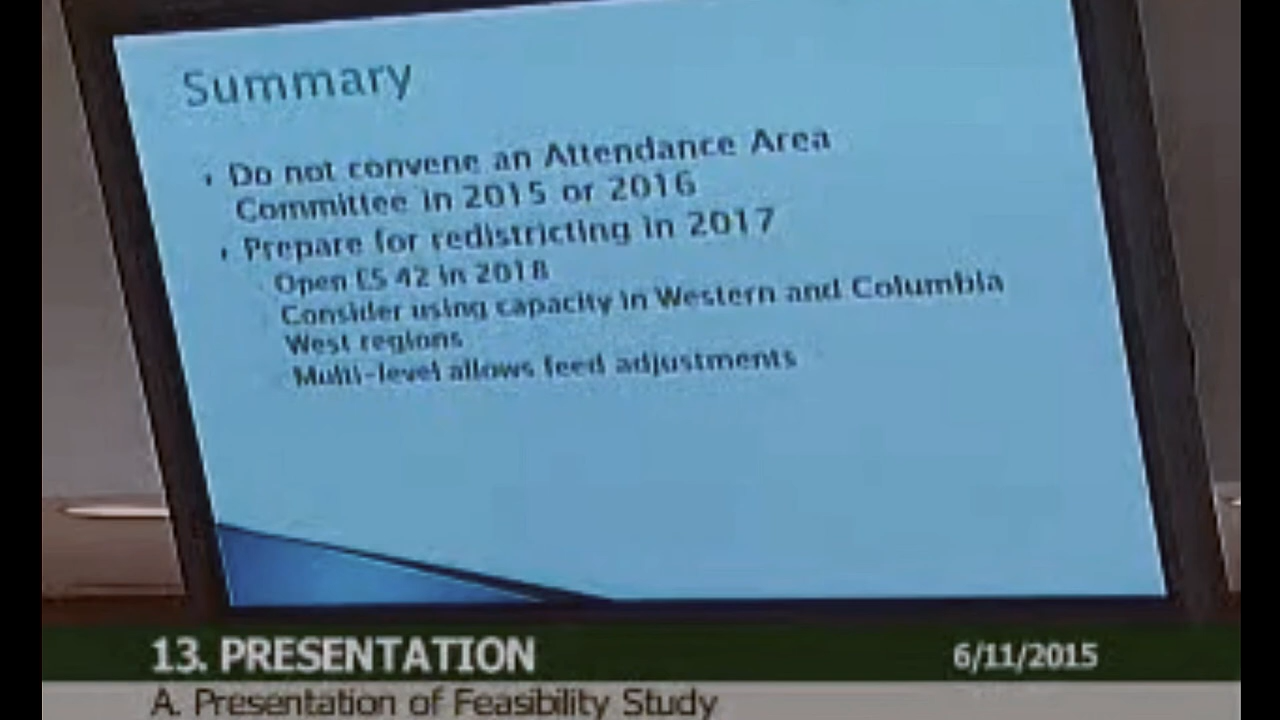 Summary
Do not convene an Attendance Area
Committee in 2015 or 2016
Prepare for redistricting in 2017
Open ES 42 in 2018
Consider using capacity in Western and Columbia
West regions
Multi-level allows feed adjustments
13. PRESENTATION
6/11/2015
A. Presentation of Feasibility Study